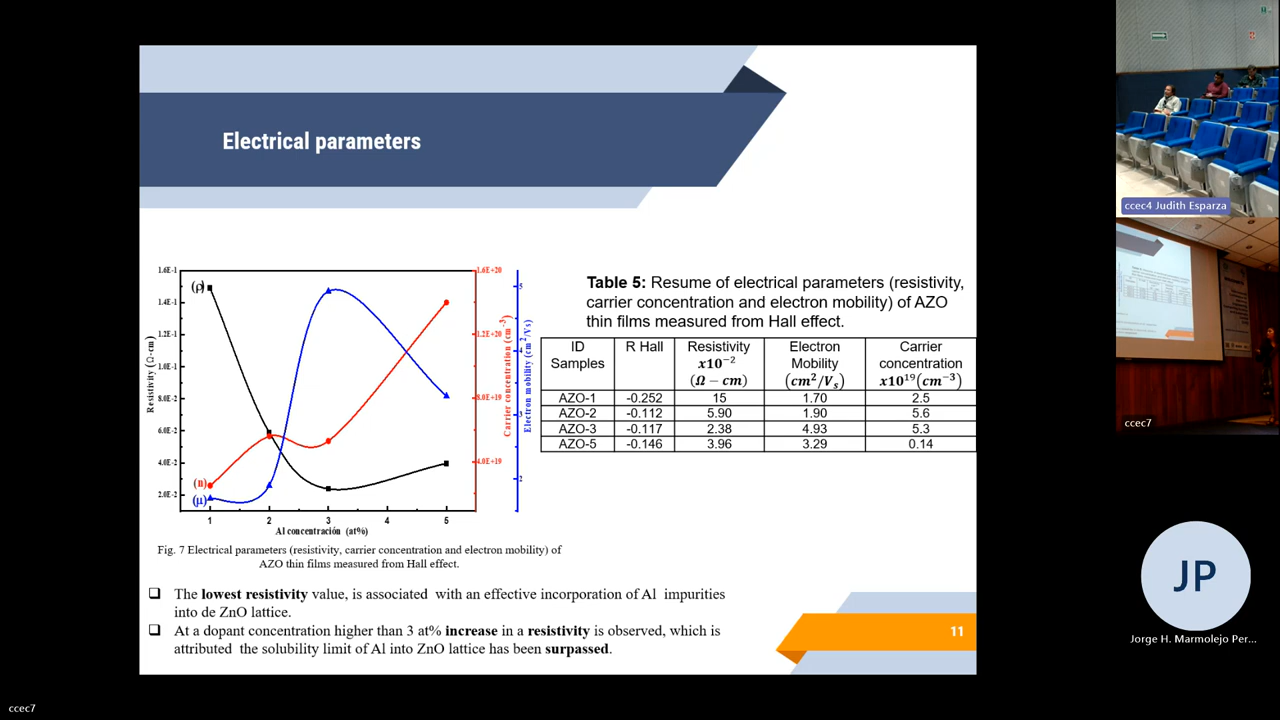 Electrical parameters
1.6E-1
1.4E-1
1.2E-1
1.0E-1
8.0E-2
6.0E-2
4.0E-2
2.0E-2
Resistivity (Ω-cm)
(ρ)
(n)
(μ)
1 2 3 4 5
Al concentración (at%)
1.6E+20
1.2E+20
8.0E+19
4.0E+19
Carrier concentration (cm⁻³)
5
4
3
2
Electron mobility (cm²/Vs)
Fig. 7 Electrical parameters (resistivity, carrier concentration and electron mobility) of
AZO thin films measured from Hall effect.
Table 5: Resume of electrical parameters (resistivity,
carrier concentration and electron mobility) of AZO
thin films measured from Hall effect.
ID Samples R Hall Resistivity x10⁻² (Ω − cm) Electron Mobility (cm²/Vs) Carrier concentration x10¹⁹(cm⁻³)
AZO-1 -0.252 15 1.70 2.5
AZO-2 -0.112 5.90 1.90 5.6
AZO-3 -0.117 2.38 4.93 5.3
AZO-5 -0.146 3.96 3.29 0.14
The lowest resistivity value, is associated with an effective incorporation of Al impurities
into de ZnO lattice.
At a dopant concentration higher than 3 at% increase in a resistivity is observed, which is
attributed the solubility limit of Al into ZnO lattice has been surpassed.
11
ccec4 Judith Esparza
ccec7
JP
Jorge H. Marmolejo Per...
ccec7